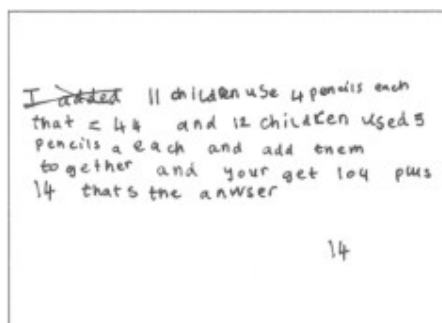 I added 11 children use 4 pencils each
that = 44 and 12 children used 5
pencils a each and add them
together and your get 104 plus
14 thats the anwser
14